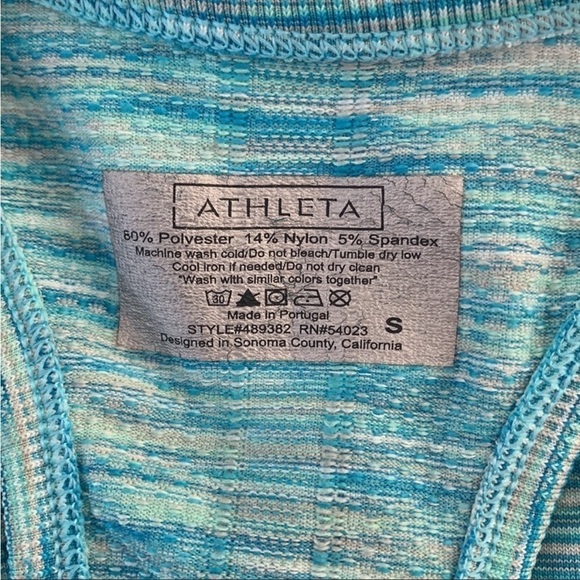 ATHLETA
60% Polyester 14% Nylon 5% Spandex
Machine wash cold/Do not bleach/Tumble dry low
Cool iron if needed/Do not dry clean
"Wash with similar colors together"
30
Made in Portugal
STYLE#489382 RN#54023 S
Designed in Sonoma County, California